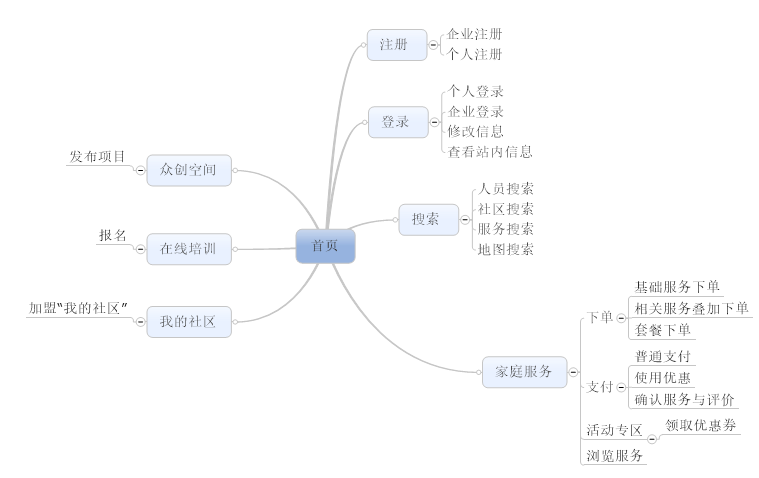 注册
企业注册
个人注册
登录
个人登录
企业登录
修改信息
查看站内信息
搜索
人员搜索
社区搜索
服务搜索
地图搜索
首页
众创空间
发布项目
在线培训
报名
我的社区
加盟“我的社区”
家庭服务
下单
基础服务下单
相关服务叠加下单
套餐下单
支付
普通支付
使用优惠
确认服务与评价
活动专区
领取优惠券
浏览服务